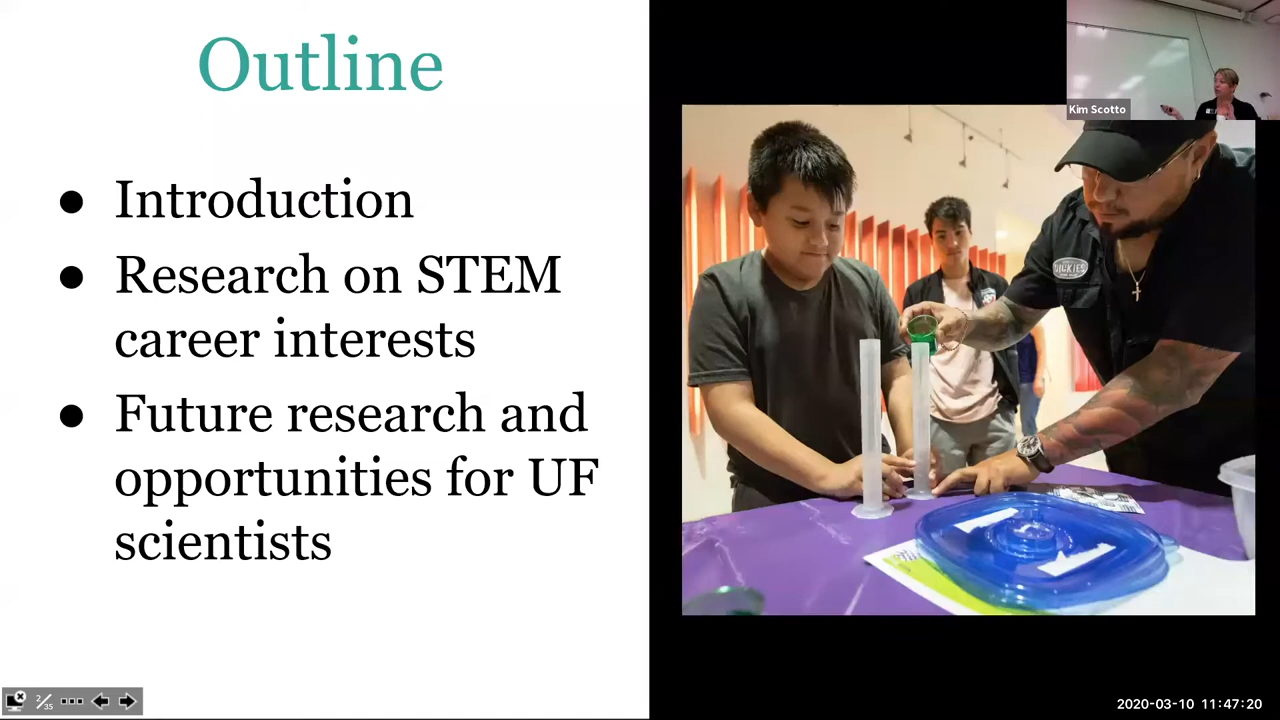 Outline
Kim Scotto
● Introduction
● Research on STEM
career interests
● Future research and
opportunities for UF
scientists
DICKIES
2/35
2020-03-10 11:47:20